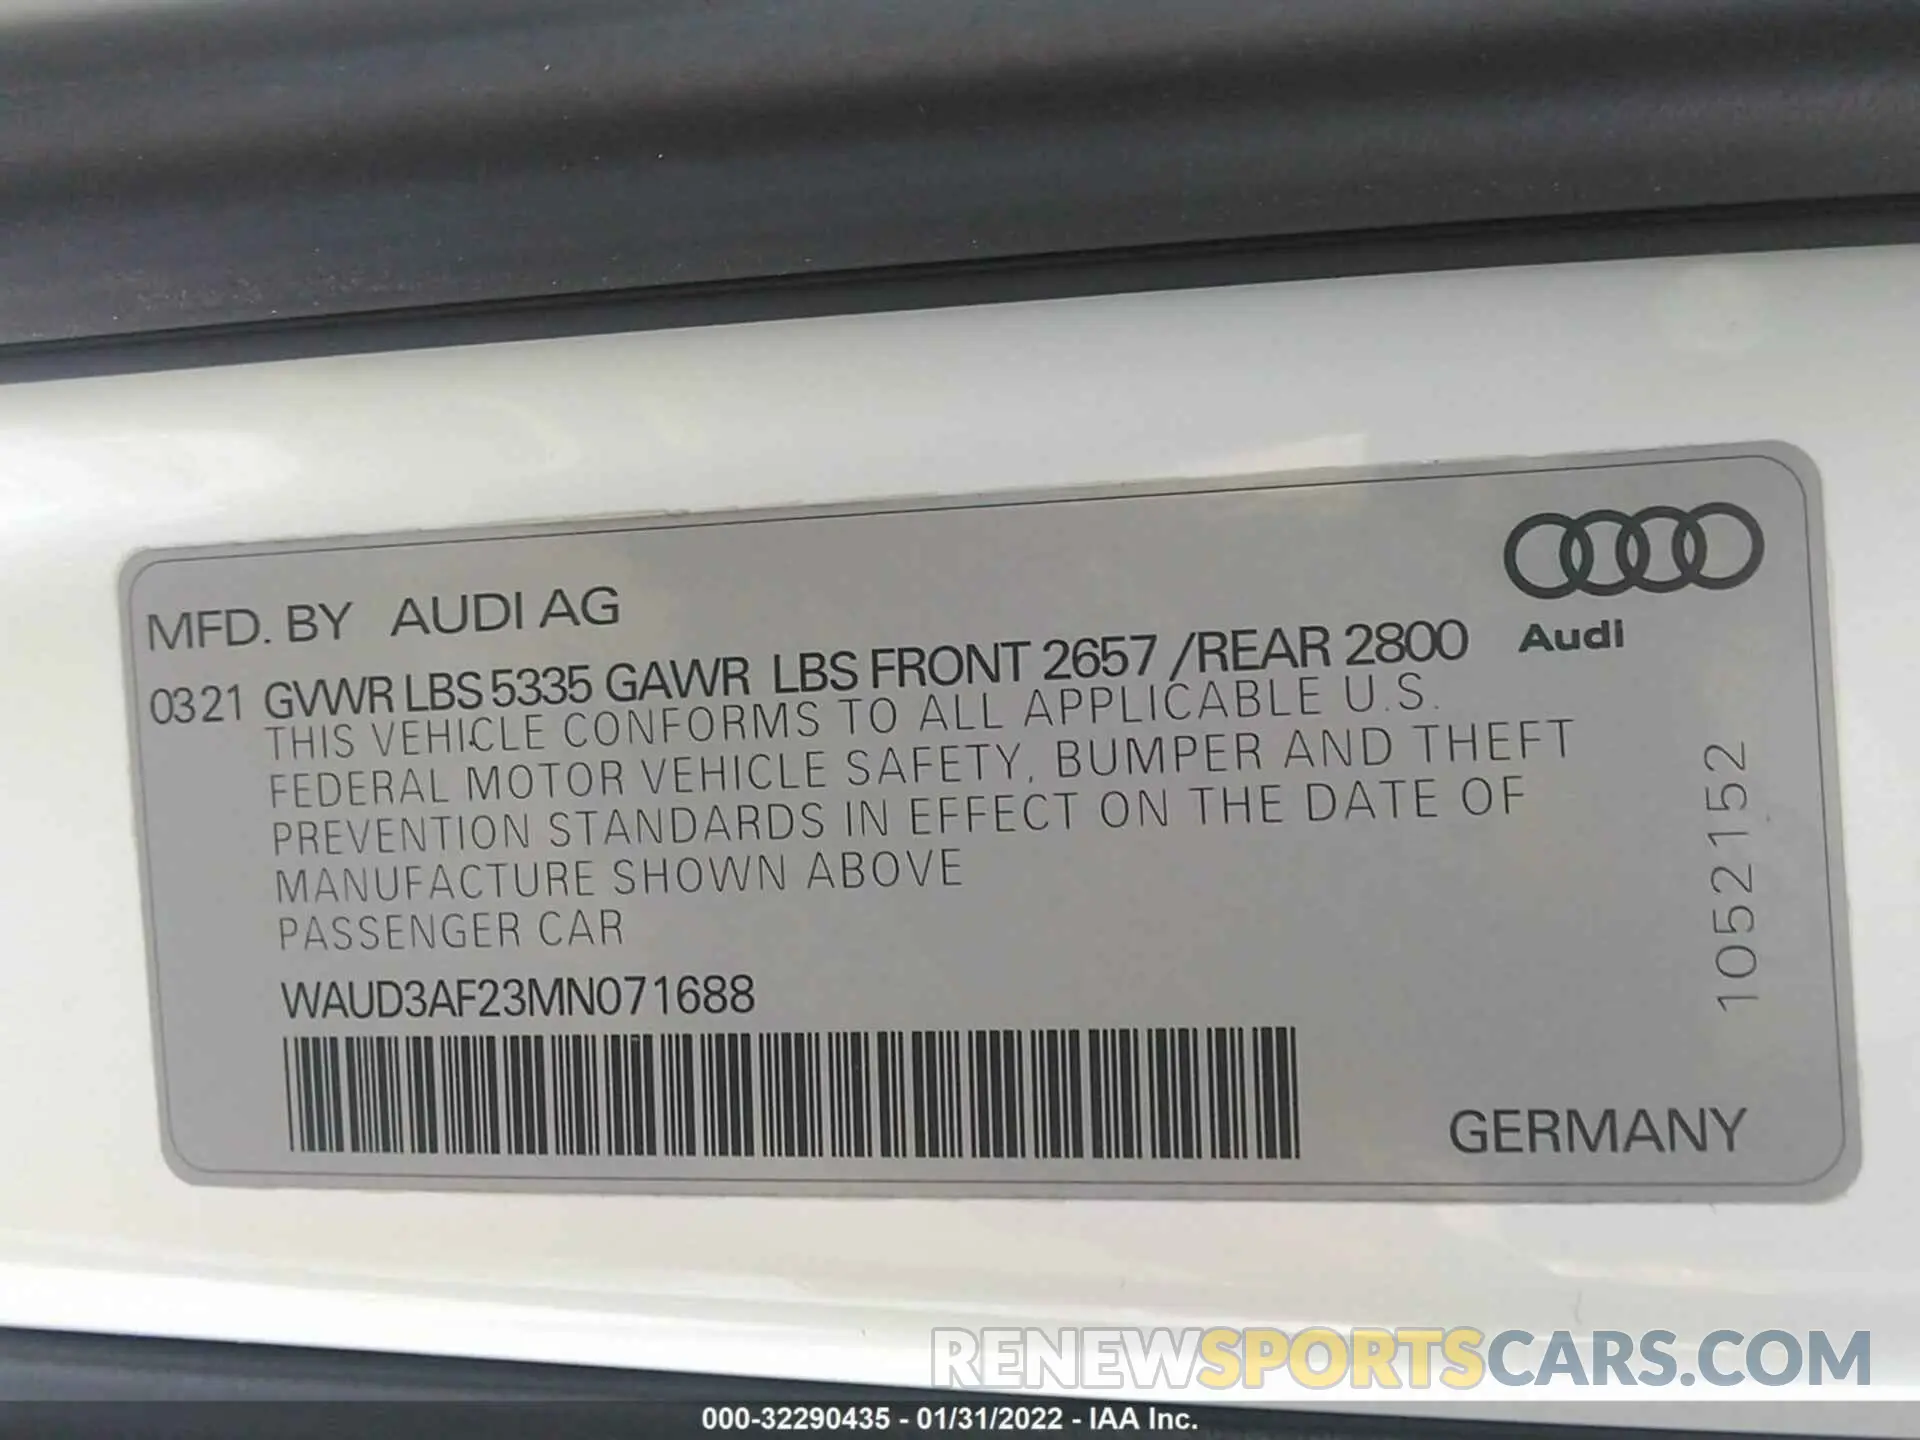 MFD. BY AUDI AG
Audi
0321 GVWR LBS 5335 GAWR LBS FRONT 2657 /REAR 2800
THIS VEHICLE CONFORMS TO ALL APPLICABLE U.S.
FEDERAL MOTOR VEHICLE SAFETY, BUMPER AND THEFT
PREVENTION STANDARDS IN EFFECT ON THE DATE OF
MANUFACTURE SHOWN ABOVE
PASSENGER CAR
WAUD3AF23MN071688
1052152
GERMANY
RENEWSPORTSCARS.COM
000-32290435 - 01/31/2022 - IAA Inc.